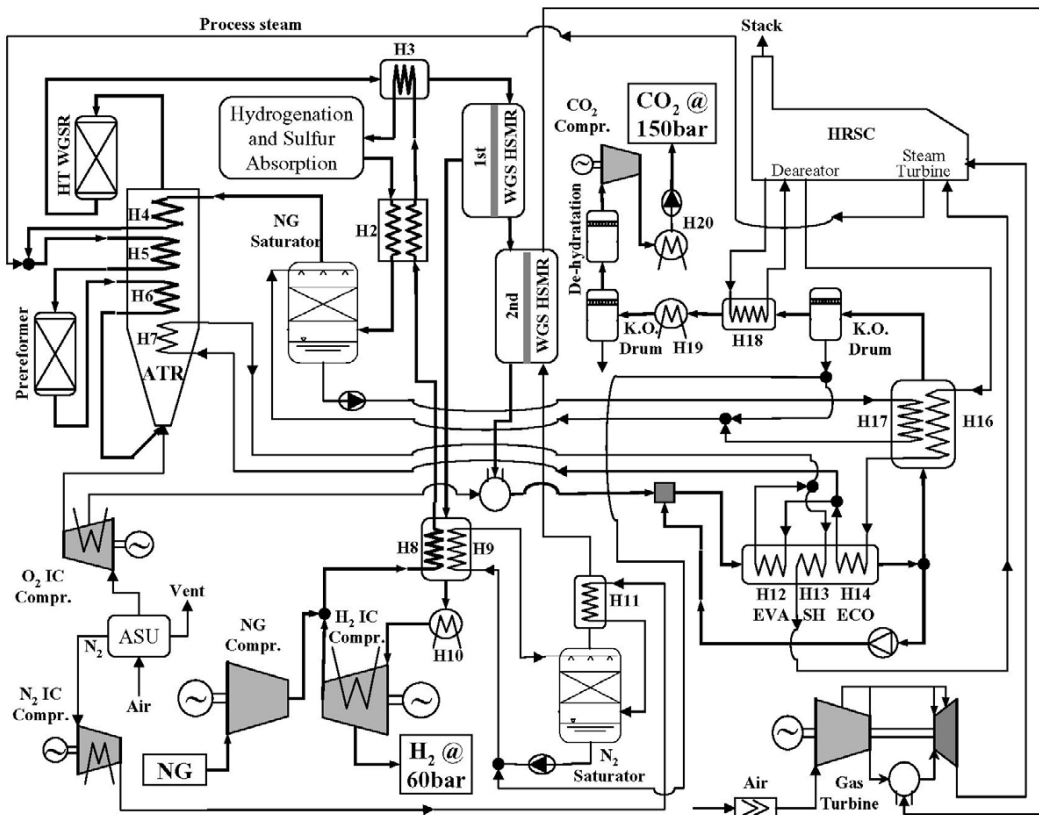 Process steam
Stack
H3
CO₂
Compr.
CO₂ @
150bar
HRSC
Hydrogenation
and Sulfur
Absorption
HT WGSR
1st
WGS HSMR
Steam
Turbine
Deareator
H4
NG
Saturator
H2
H20
H5
De-hydratation
H6
2nd
WGS HSMR
K.O.
Drum
H19
H18
K.O.
Drum
Prereformer
H7
ATR
H17
H16
O₂ IC
Compr.
H8
H9
H12
EVA
H13
SH
H14
ECO
Vent
ASU
N₂
Air
NG
Compr.
H₂ IC
Compr.
H10
H11
N₂ IC
Compr.
NG
H₂ @
60bar
N₂
Saturator
Air
Gas
Turbine